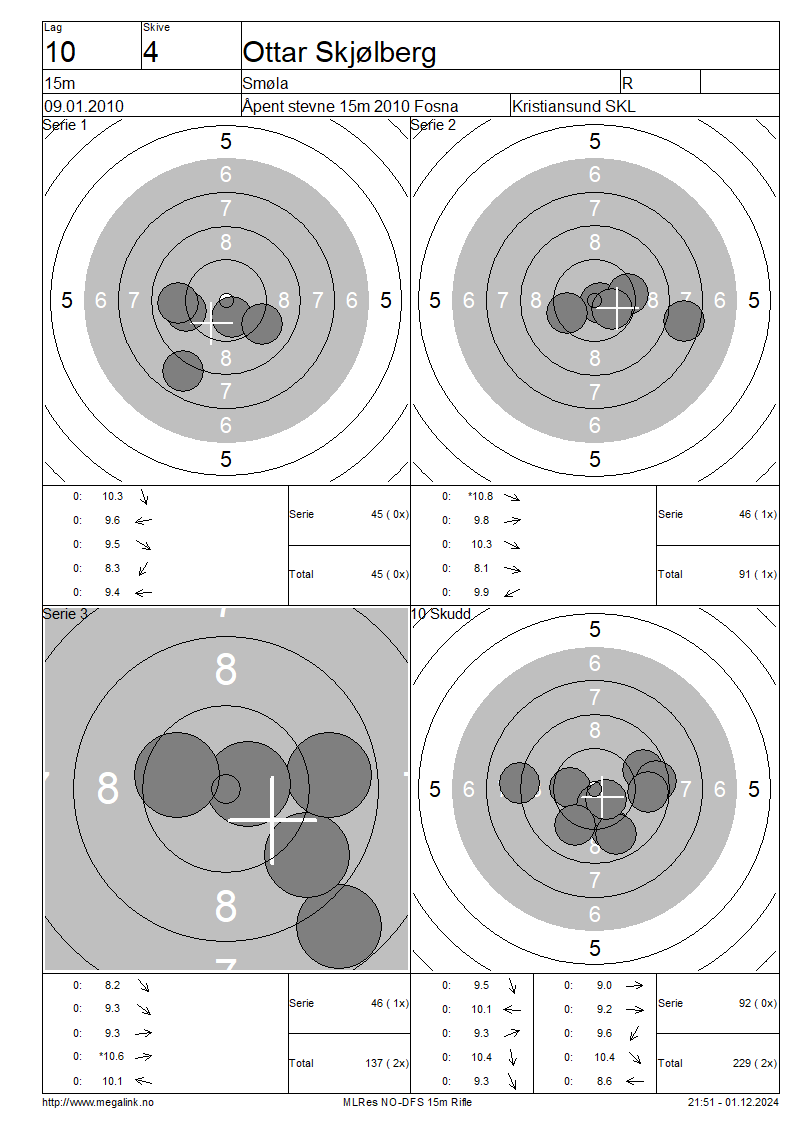 Lag
Skive
10
4
Ottar Skjølberg
15m
Smøla
R
09.01.2010
Åpent stevne 15m 2010 Fosna
Kristiansund SKL
Serie 1
5
6
7
8
5 6 7 8 7 6 5
8
7
6
5
Serie 2
5
6
7
8
5 6 7 8 8 7 6 5
8
7
6
5
0: 10.3
0: 9.6
0: 9.5
0: 8.3
0: 9.4
Serie 45 ( 0x)
Total 45 ( 0x)
0: *10.8
0: 9.8
0: 10.3
0: 8.1
0: 9.9
Serie 46 ( 1x)
Total 91 ( 1x)
Serie 3
7
8
7 8 7
8
7
10 Skudd
5
6
7
8
5 6 7 6 5
8
7
6
5
0: 8.2
0: 9.3
0: 9.3
0: *10.6
0: 10.1
Serie 46 ( 1x)
Total 137 ( 2x)
0: 9.5
0: 10.1
0: 9.3
0: 10.4
0: 9.3
0: 9.0
0: 9.2
0: 9.6
0: 10.4
0: 8.6
Serie 92 ( 0x)
Total 229 ( 2x)
http://www.megalink.no
MLRes NO-DFS 15m Rifle
21:51 - 01.12.2024